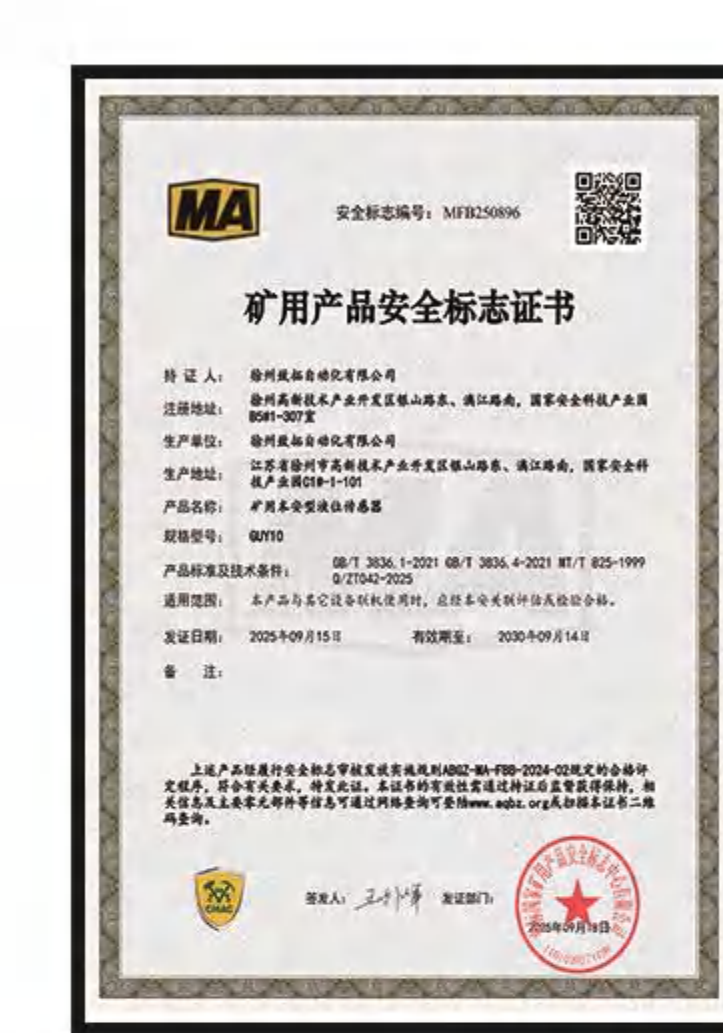 MA
安全标志编号：MFB250896
矿用产品安全标志证书
持 证 人： 徐州致拓自动化有限公司
注册地址： 徐州高新技术产业开发区银山路东、漓江路南，国家安全科技产业园
B5#1-307室
生产单位： 徐州致拓自动化有限公司
生产地址： 江苏省徐州市高新技术产业开发区银山路东、漓江路南，国家安全科
技产业园C1#-1-101
产品名称： 矿用本安型液位传感器
规格型号： GUY10
产品标准及技术条件： GB/T 3836.1-2021 GB/T 3836.4-2021 MT/T 825-1999
Q/ZT042-2025
适用范围： 本产品与其它设备联机使用时，应经本安关联评估或检验合格。
发证日期： 2025年09月15日 有效期至： 2030年09月14日
备 注：
上述产品经履行安全标志审核发放实施规则ABGZ-MA-FBB-2024-02规定的合格评
定程序，符合有关要求，特发此证。本证书的有效性需通过持证后监督获得保持，相
关信息及主要零元部件等信息可通过网络查询可登陆www.aqbz.org或扫描本证书二维
码查询。
CMAC
签发人： 发证部门：
2025年09月18日